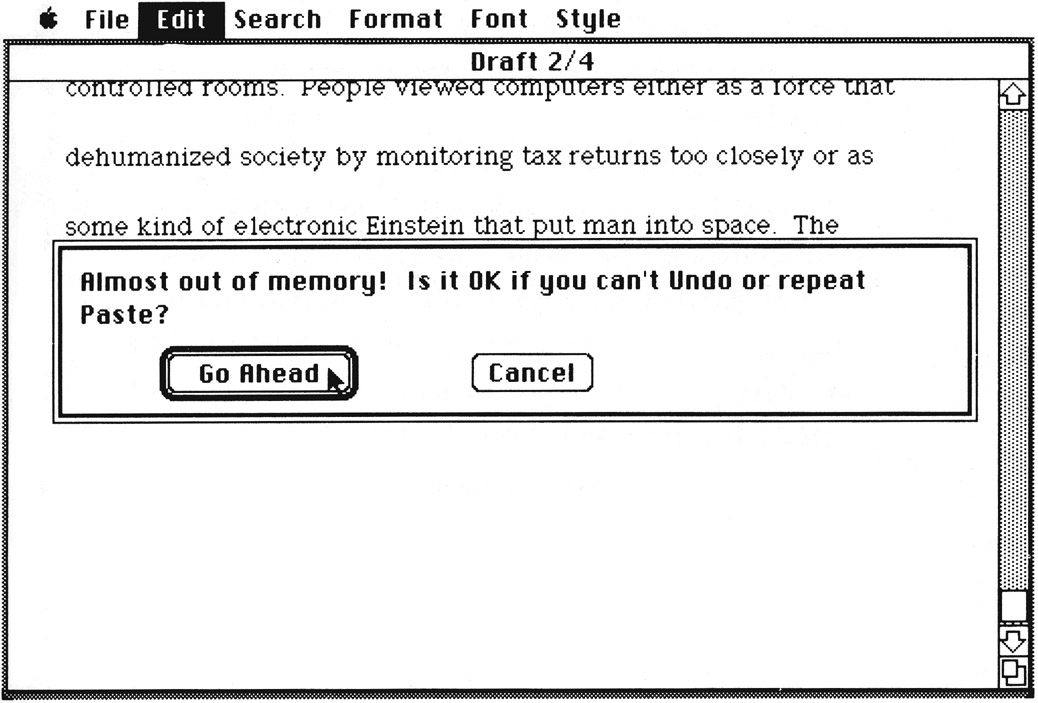 File Edit Search Format Font Style
Draft 2/4
controlled rooms. People viewed computers either as a force that
dehumanized society by monitoring tax returns too closely or as
some kind of electronic Einstein that put man into space. The
Almost out of memory! Is it OK if you can't Undo or repeat
Paste?
Go Ahead Cancel